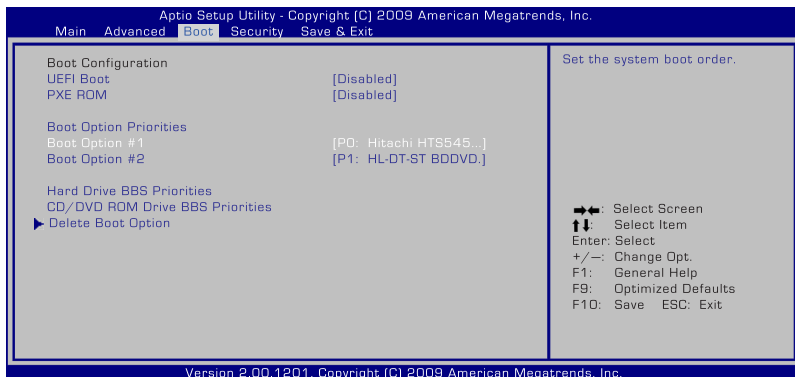 Aptio Setup Utility - Copyright (C) 2009 American Megatrends, Inc.
Main Advanced Boot Security Save & Exit
Boot Configuration
UEFI Boot [Disabled]
PXE ROM [Disabled]
Boot Option Priorities
Boot Option #1 [P0: Hitachi HTS545...]
Boot Option #2 [P1: HL-DT-ST BDDVD.]
Hard Drive BBS Priorities
CD/DVD ROM Drive BBS Priorities
Delete Boot Option
Set the system boot order.
→←: Select Screen
↑↓: Select Item
Enter: Select
+/—: Change Opt.
F1: General Help
F9: Optimized Defaults
F10: Save ESC: Exit
Version 2.00.1201. Copyright (C) 2009 American Megatrends, Inc.